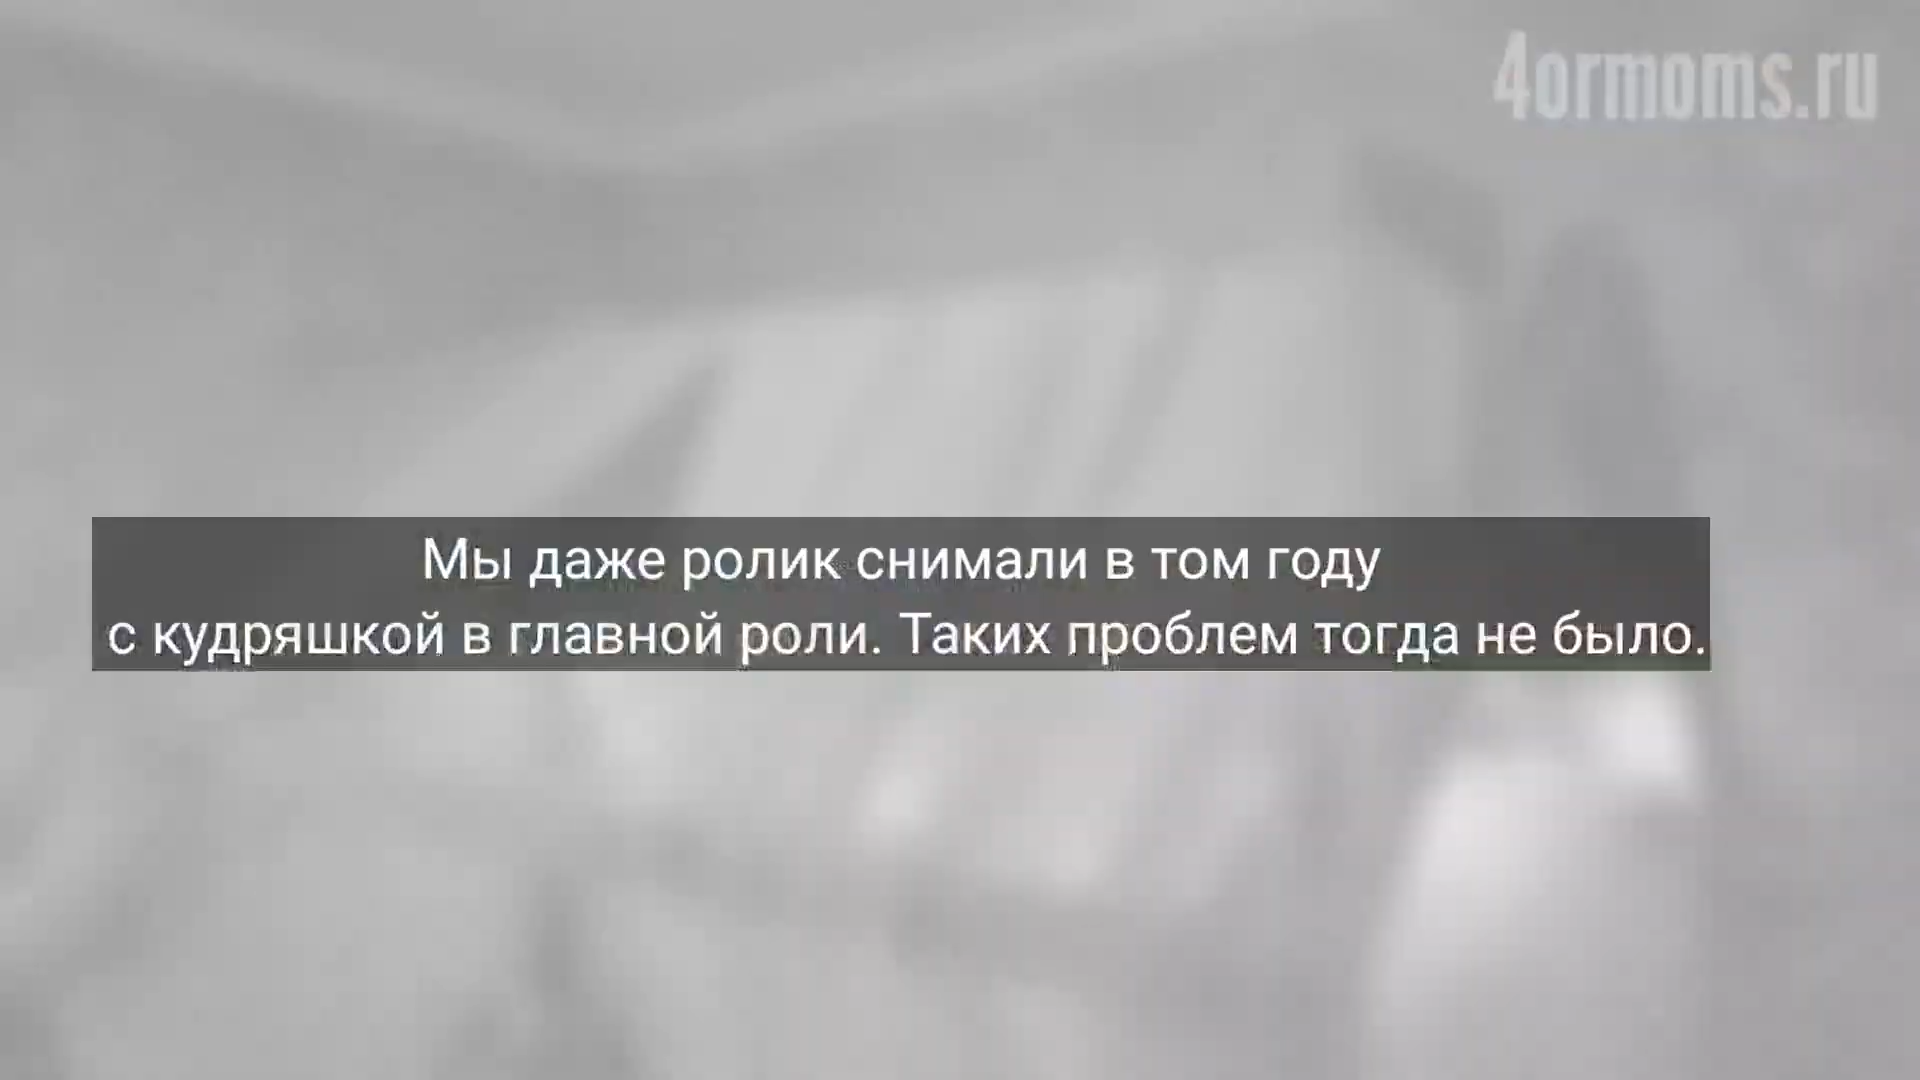 4ormoms.ru
Мы даже ролик снимали в том году
с кудряшкой в главной роли. Таких проблем тогда не было.